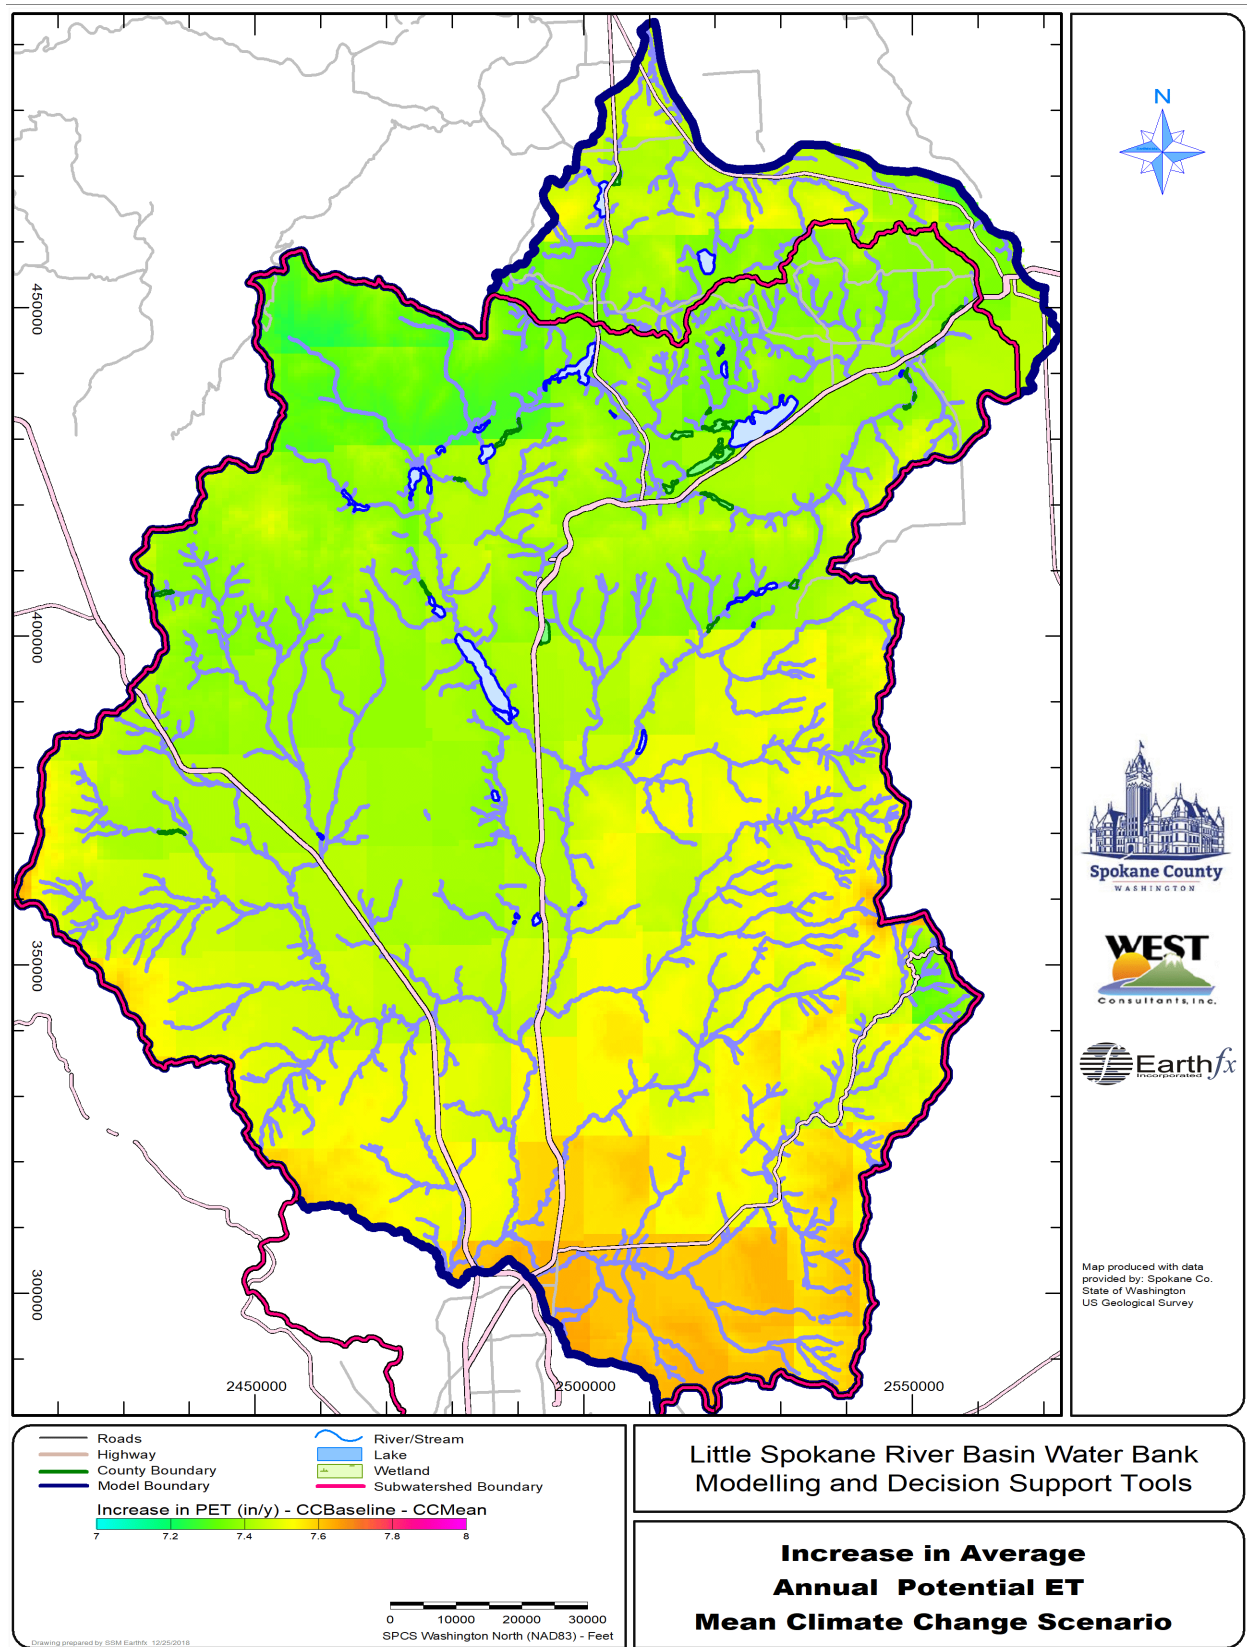 N
450000
400000
350000
300000
2450000
2500000
2550000
Spokane County
WASHINGTON
WEST
Consultants, Inc.
Earthfx
Incorporated
Map produced with data
provided by: Spokane Co.
State of Washington
US Geological Survey
Roads
Highway
County Boundary
Model Boundary
River/Stream
Lake
Wetland
Subwatershed Boundary
Increase in PET (in/y) - CCBaseline - CCMean
7 7.2 7.4 7.6 7.8 8
0 10000 20000 30000
SPCS Washington North (NAD83) - Feet
Drawing prepared by SSM Earthfx 12/25/2018
Little Spokane River Basin Water Bank
Modelling and Decision Support Tools
Increase in Average
Annual Potential ET
Mean Climate Change Scenario